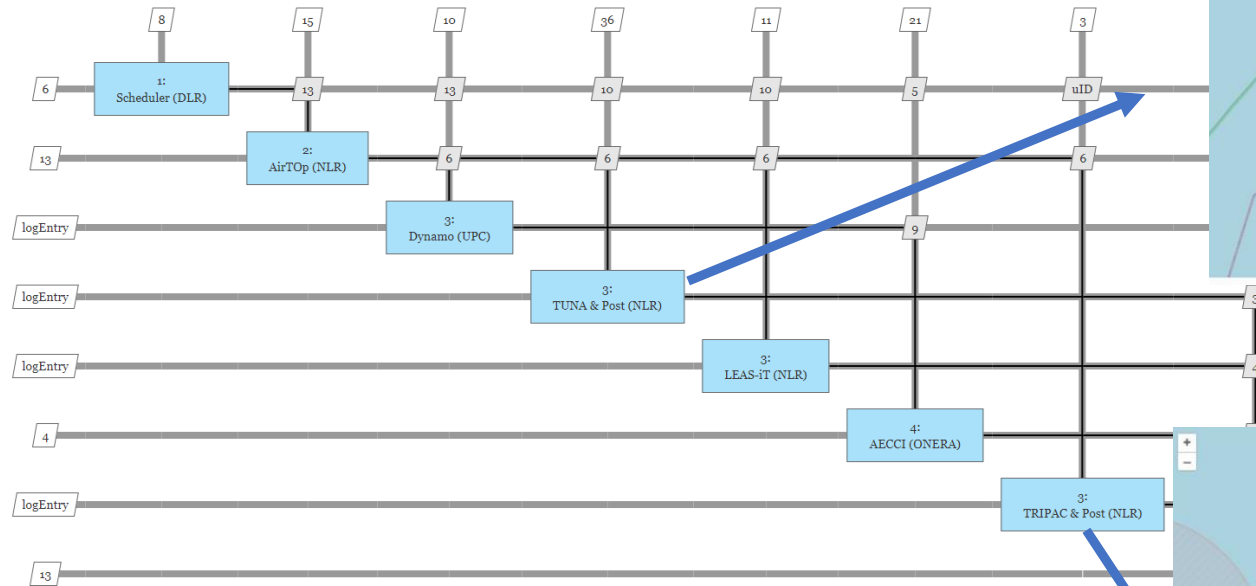 8
15
10
36
11
21
3
6
1:
Scheduler (DLR)
13
13
10
10
5
uID
13
2:
AirTOp (NLR)
6
6
6
6
logEntry
3:
Dynamo (UPC)
9
logEntry
3:
TUNA & Post (NLR)
3
logEntry
3:
LEAS-iT (NLR)
4
4
4:
AECCI (ONERA)
+
−
logEntry
3:
TRIPAC & Post (NLR)
13